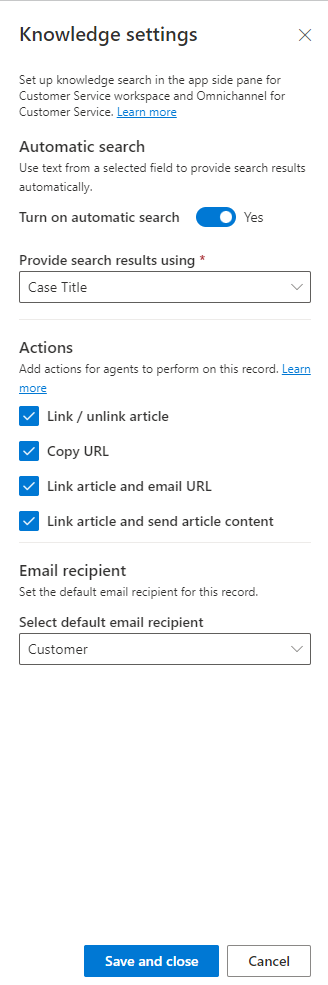 Knowledge settings
Set up knowledge search in the app side pane for
Customer Service workspace and Omnichannel for
Customer Service. Learn more
Automatic search
Use text from a selected field to provide search results
automatically.
Turn on automatic search Yes
Provide search results using *
Case Title
Actions
Add actions for agents to perform on this record. Learn
more
Link / unlink article
Copy URL
Link article and email URL
Link article and send article content
Email recipient
Set the default email recipient for this record.
Select default email recipient
Customer
Save and close Cancel